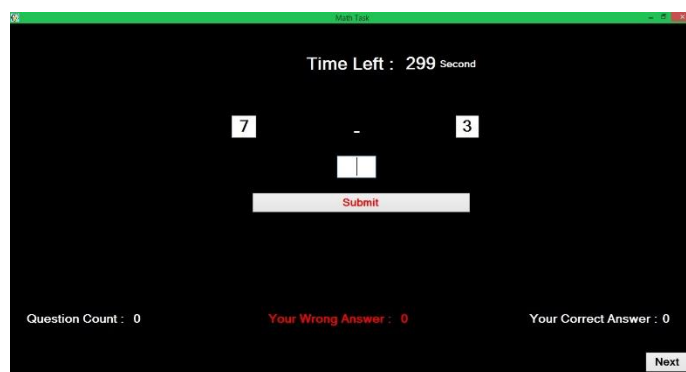 Math Task
Time Left : 299 Second
7 - 3
Submit
Question Count : 0 Your Wrong Answer : 0 Your Correct Answer : 0
Next